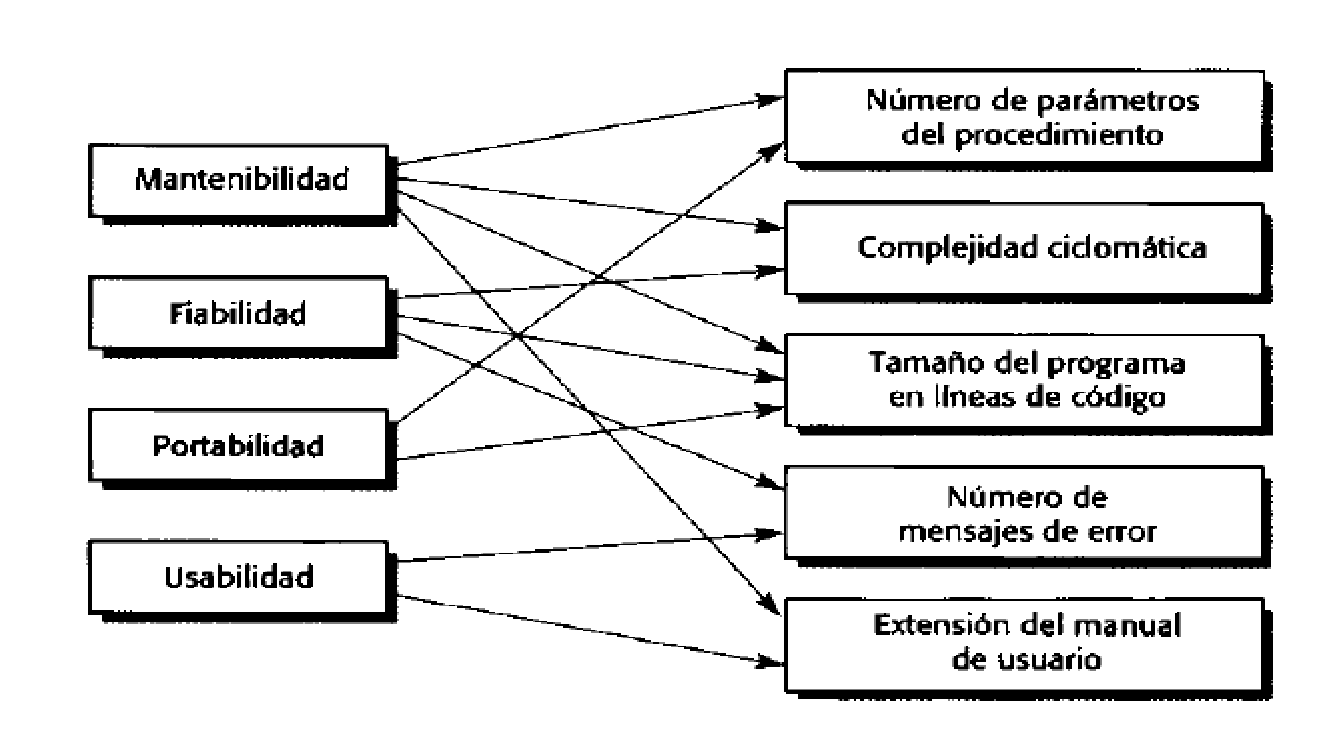 Mantenibilidad
Fiabilidad
Portabilidad
Usabilidad
Número de parámetros
del procedimiento
Complejidad ciclomática
Tamaño del programa
en líneas de código
Número de
mensajes de error
Extensión del manual
de usuario